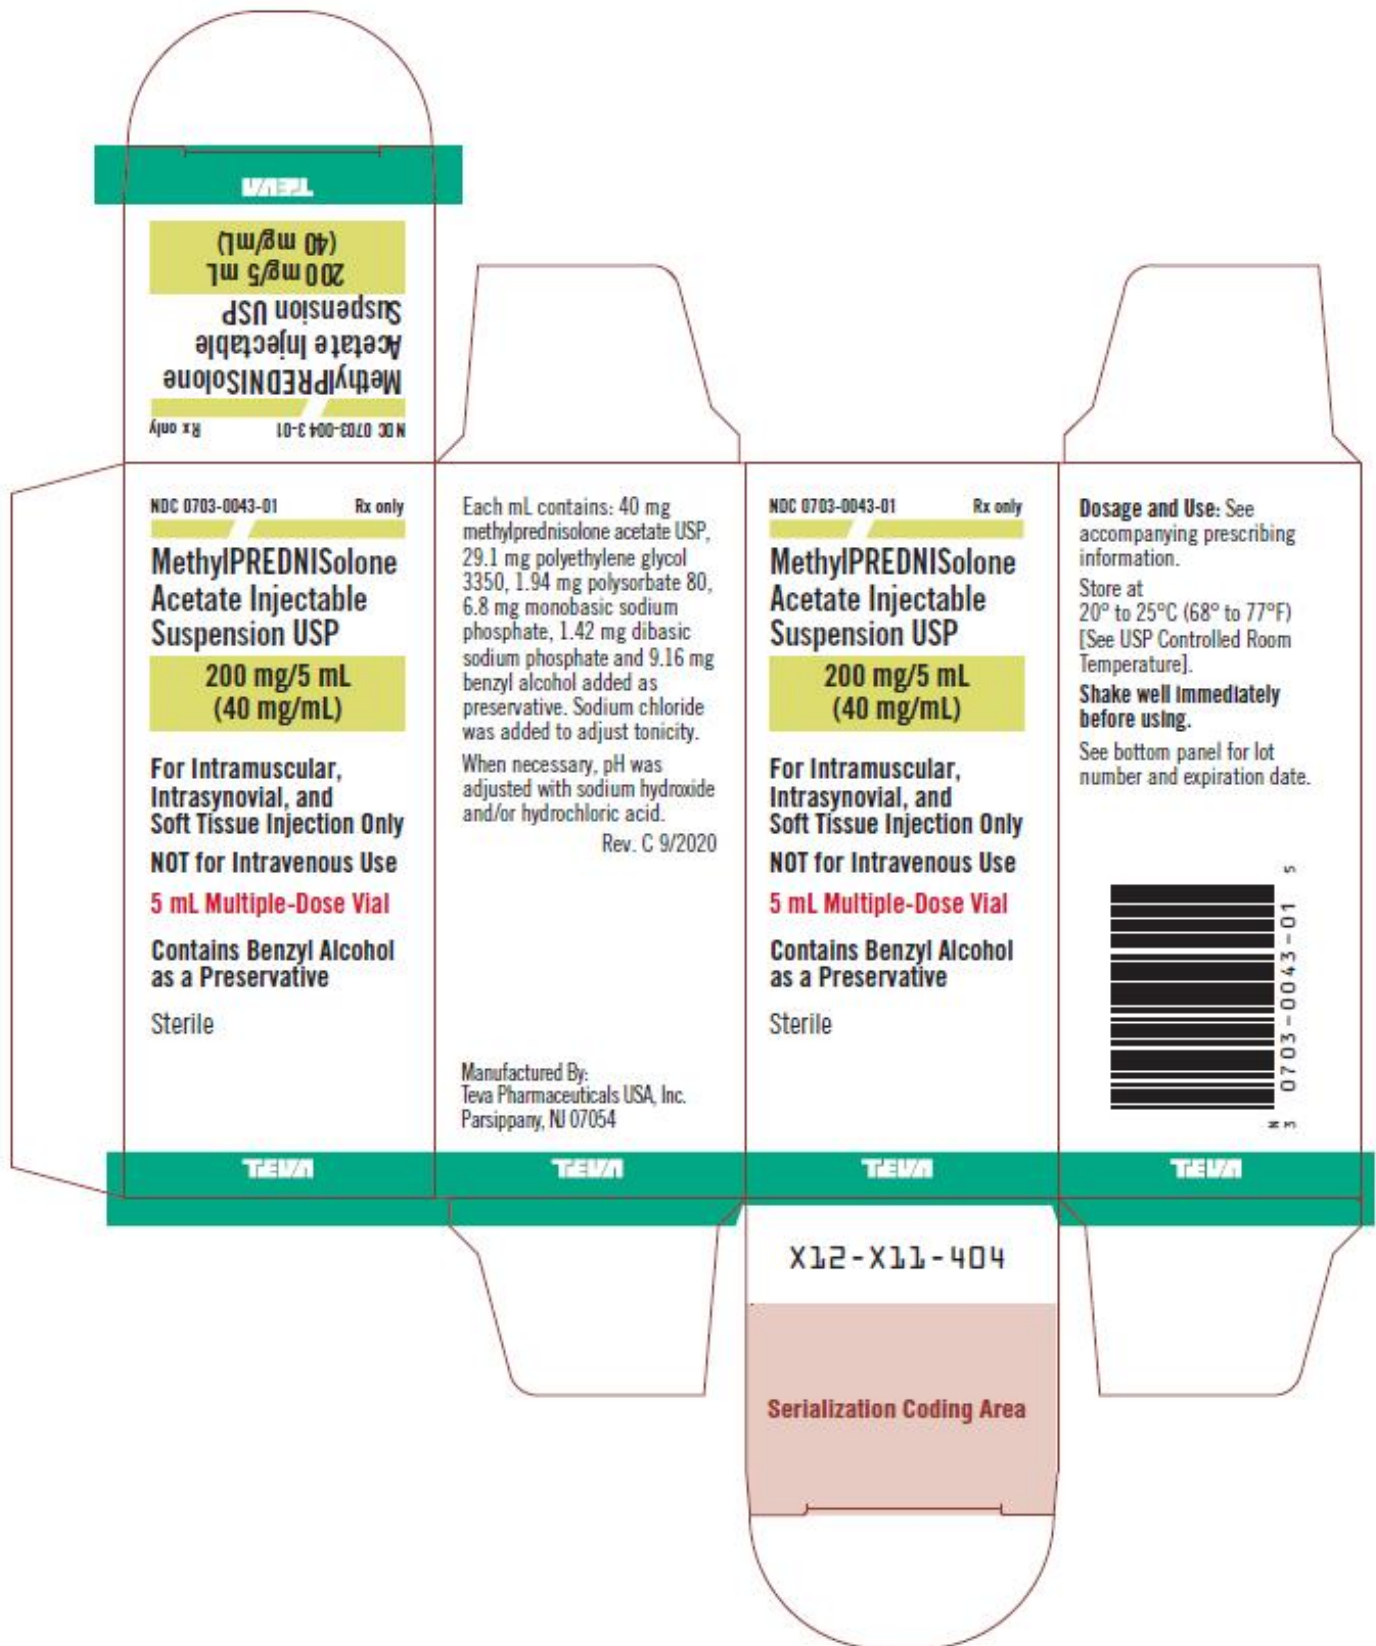 TEVA
200 mg/5 mL
(40 mg/mL)
Suspension USP
Acetate Injectable
MethylPREDNISolone
NDC 0703-0043-01 Rx only
NDC 0703-0043-01 Rx only
MethylPREDNISolone
Acetate Injectable
Suspension USP
200 mg/5 mL
(40 mg/mL)
For Intramuscular,
Intrasynovial, and
Soft Tissue Injection Only
NOT for Intravenous Use
5 mL Multiple-Dose Vial
Contains Benzyl Alcohol
as a Preservative
Sterile
TEVA
Each mL contains: 40 mg
methylprednisolone acetate USP,
29.1 mg polyethylene glycol
3350, 1.94 mg polysorbate 80,
6.8 mg monobasic sodium
phosphate, 1.42 mg dibasic
sodium phosphate and 9.16 mg
benzyl alcohol added as
preservative. Sodium chloride
was added to adjust tonicity.
When necessary, pH was
adjusted with sodium hydroxide
and/or hydrochloric acid.
Rev. C 9/2020
Manufactured By:
Teva Pharmaceuticals USA, Inc.
Parsippany, NJ 07054
TEVA
NDC 0703-0043-01 Rx only
MethylPREDNISolone
Acetate Injectable
Suspension USP
200 mg/5 mL
(40 mg/mL)
For Intramuscular,
Intrasynovial, and
Soft Tissue Injection Only
NOT for Intravenous Use
5 mL Multiple-Dose Vial
Contains Benzyl Alcohol
as a Preservative
Sterile
TEVA
X12-X11-404
Serialization Coding Area
Dosage and Use: See
accompanying prescribing
information.
Store at
20° to 25°C (68° to 77°F)
[See USP Controlled Room
Temperature].
Shake well immediately
before using.
See bottom panel for lot
number and expiration date.
N
3 0703-0043-01 5
TEVA